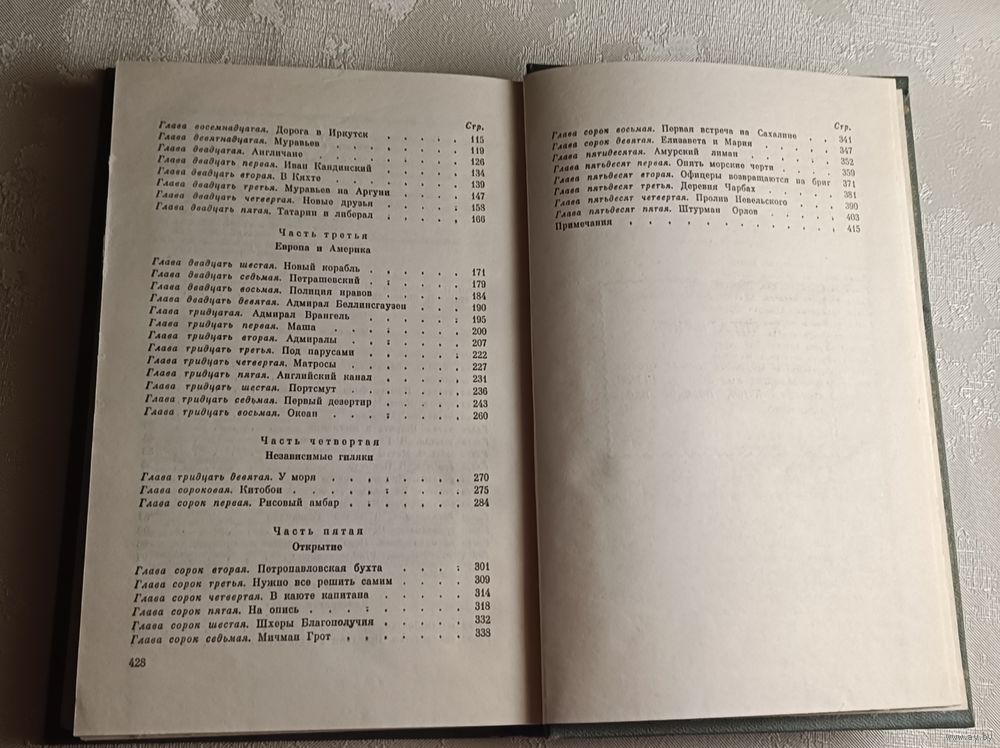 Стр.
Глава восемнадцатая. Дорога в Иркутск . . . . . 115
Глава девятнадцатая. Муравьев . . . . . . 119
Глава двадцатая. Англичане . . . . . . 126
Глава двадцать первая. Иван Кандинский . . . . . 134
Глава двадцать вторая. В Кяхте . . . . . . 139
Глава двадцать третья. Муравьев на Аргуни . . . . 147
Глава двадцать четвертая. Новые друзья . . . . . 158
Глава двадцать пятая. Татарин и либерал . . . . . 166
Часть третья
Европа и Америка
Глава двадцать шестая. Новый корабль . . . . . . 171
Глава двадцать седьмая. Петрашевский . . . . . 179
Глава двадцать восьмая. Полиция нравов . . . . . 184
Глава двадцать девятая. Адмирал Беллинсгаузен . . . . 190
Глава тридцатая. Адмирал Врангель . . . . . 195
Глава тридцать первая. Маша . . . . . . 200
Глава тридцать вторая. Адмиралы . . . . . . 207
Глава тридцать третья. Под парусами . . . . . 222
Глава тридцать четвертая. Матросы . . . . . . 227
Глава тридцать пятая. Английский канал . . . . . 231
Глава тридцать шестая. Портсмут . . . . . . 236
Глава тридцать седьмая. Первый дезертир . . . . . 243
Глава тридцать восьмая. Океан . . . . . . 260
Часть четвертая
Независимые гиляки
Глава тридцать девятая. У моря . . . . . . . 270
Глава сороковая. Китобои . . . . . . . . 275
Глава сорок первая. Рисовый амбар . . . . . . 284
Часть пятая
Открытие
Глава сорок вторая. Петропавловская бухта . . . . 301
Глава сорок третья. Нужно все решить самим . . . . 309
Глава сорок четвертая. В каюте капитана . . . . . 314
Глава сорок пятая. На опись . . . . . . . 318
Глава сорок шестая. Шхеры Благополучия . . . . . 332
Глава сорок седьмая. Мичман Грот . . . . . . 338
428
Стр.
Глава сорок восьмая. Первая встреча на Сахалине . . 341
Глава сорок девятая. Елизавета и Мария . . . . . 347
Глава пятидесятая. Амурский лиман . . . . . 352
Глава пятьдесят первая. Опять морские черти . . . . 359
Глава пятьдесят вторая. Офицеры возвращаются на бриг 371
Глава пятьдесят третья. Деревня Чарбах . . . . . 381
Глава пятьдесят четвертая. Пролив Невельского . . . . 390
Глава пятьдесят пятая. Штурман Орлов . . . . . 403
Примечания . . . . . . . . . . . 415
www.ay.by